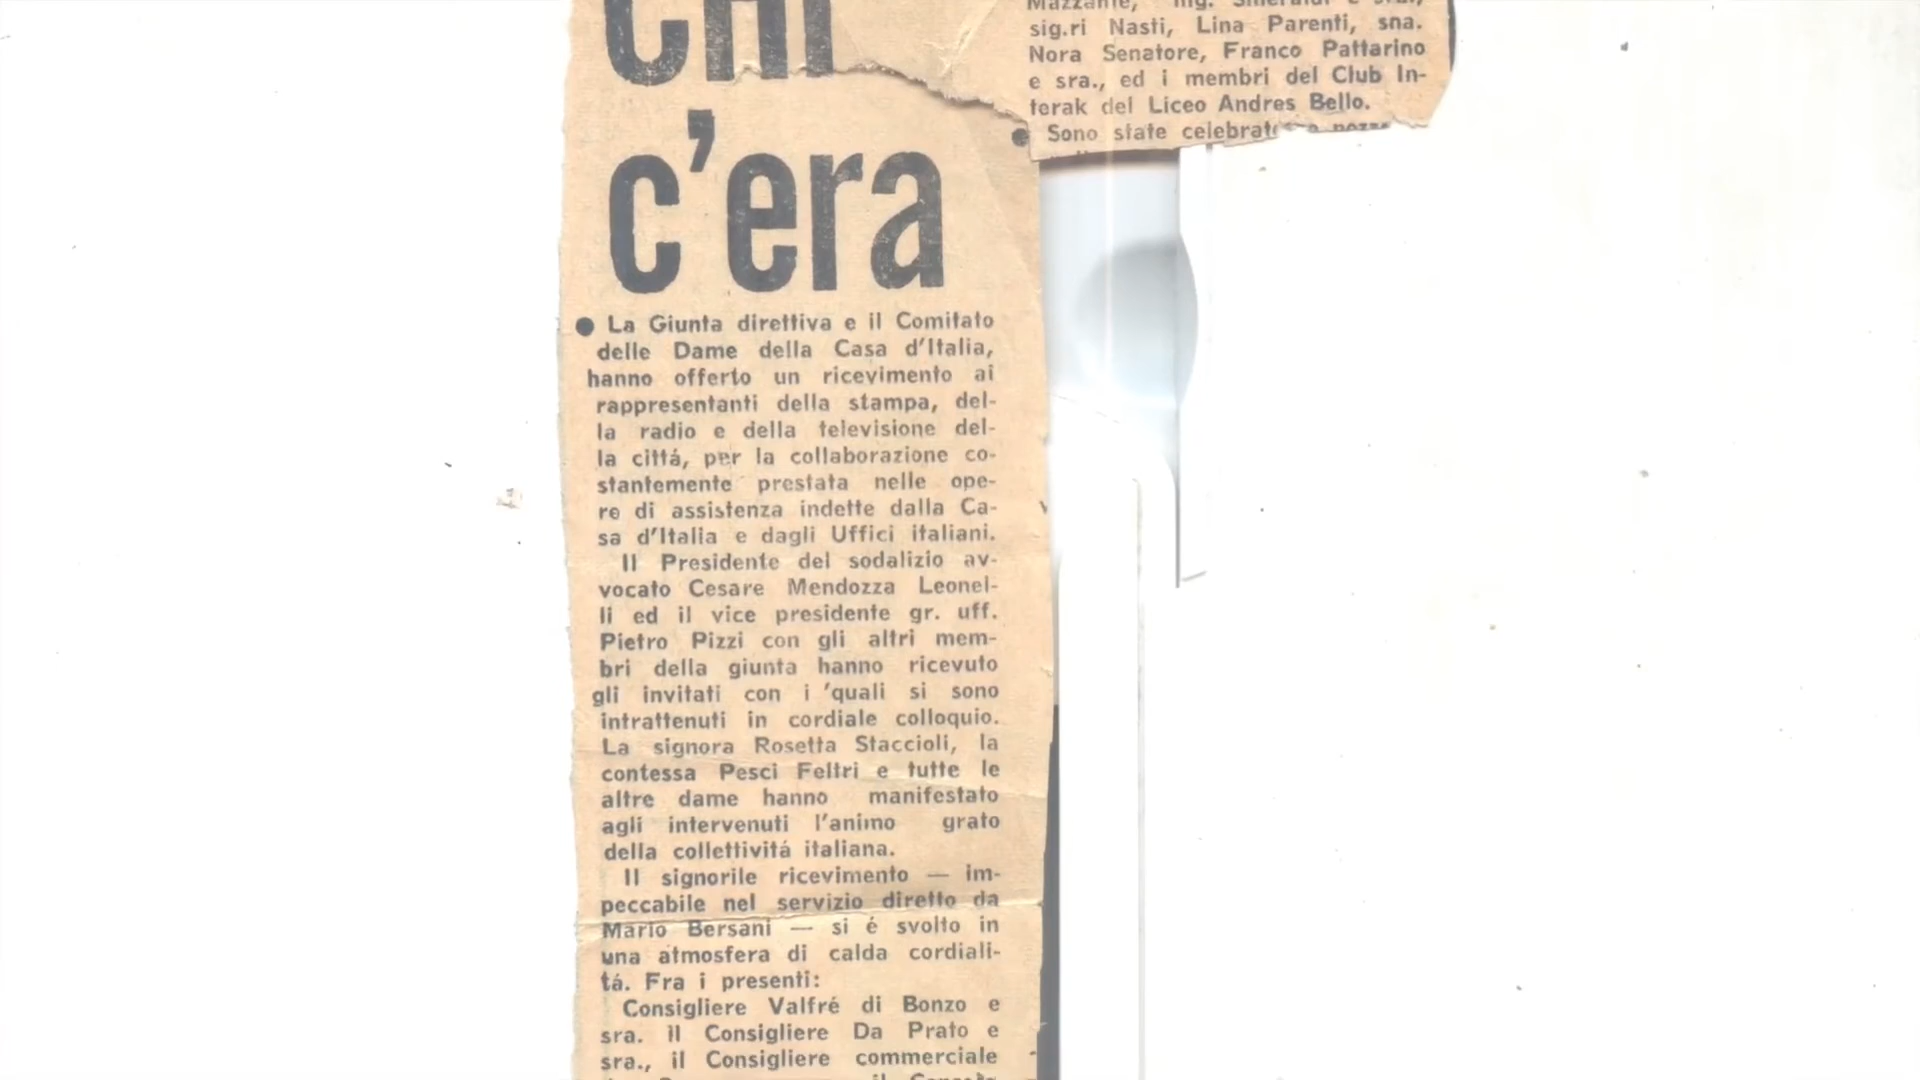 Chi
c'era
● La Giunta direttiva e il Comitato
delle Dame della Casa d'Italia,
hanno offerto un ricevimento ai
rappresentanti della stampa, del-
la radio e della televisione del-
la cittá, per la collaborazione co-
stantemente prestata nelle ope-
re di assistenza indette dalla Ca-
sa d'Italia e dagli Uffici italiani.
Il Presidente del sodalizio av-
vocato Cesare Mendozza Leonel-
li ed il vice presidente gr. uff.
Pietro Pizzi con gli altri mem-
bri della giunta hanno ricevuto
gli invitati con i 'quali si sono
intrattenuti in cordiale colloquio.
La signora Rosetta Staccioli, la
contessa Pesci Feltri e tutte le
altre dame hanno manifestato
agli intervenuti l'animo grato
della collettivitá italiana.
Il signorile ricevimento — im-
peccabile nel servizio diretto da
Mario Bersani — si é svolto in
una atmosfera di calda cordiali-
tá. Fra i presenti:
Consigliere Valfré di Bonzo e
sra. il Consigliere Da Prato e
sra., il Consigliere commerciale
sig.ri Nasti, Lina Parenti, sna.
Nora Senatore, Franco Pattarino
e sra., ed i membri del Club In-
terak del Liceo Andres Bello.
● Sono state